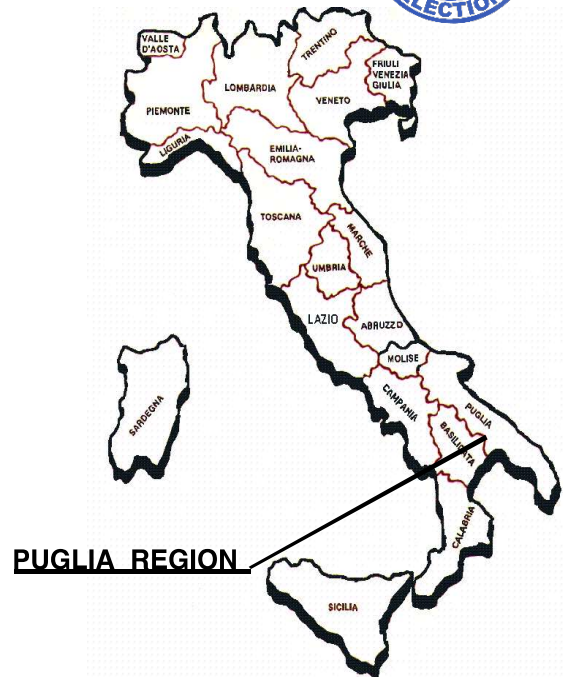 ELECTION
VALLE
D'AOSTA
TRENTINO
FRIULI
VENEZIA
GIULIA
LOMBARDIA
VENETO
PIEMONTE
LIGURIA
EMILIA-
ROMAGNA
TOSCANA
MARCHE
UMBRIA
LAZIO
ABRUZZO
MOLISE
CAMPANIA
PUGLIA
BASILICATA
SARDEGNA
CALABRIA
PUGLIA REGION
SICILIA